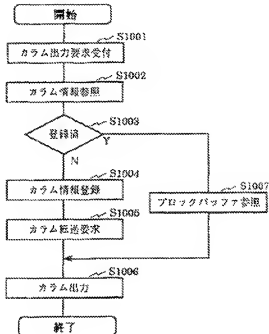 開始
S1001
カラム出力要求受付
S1002
カラム情報参照
S1003
登録済
Y
N
S1004
カラム情報登録
S1007
ブロックバッファ参照
S1005
カラム転送要求
S1006
カラム出力
終了